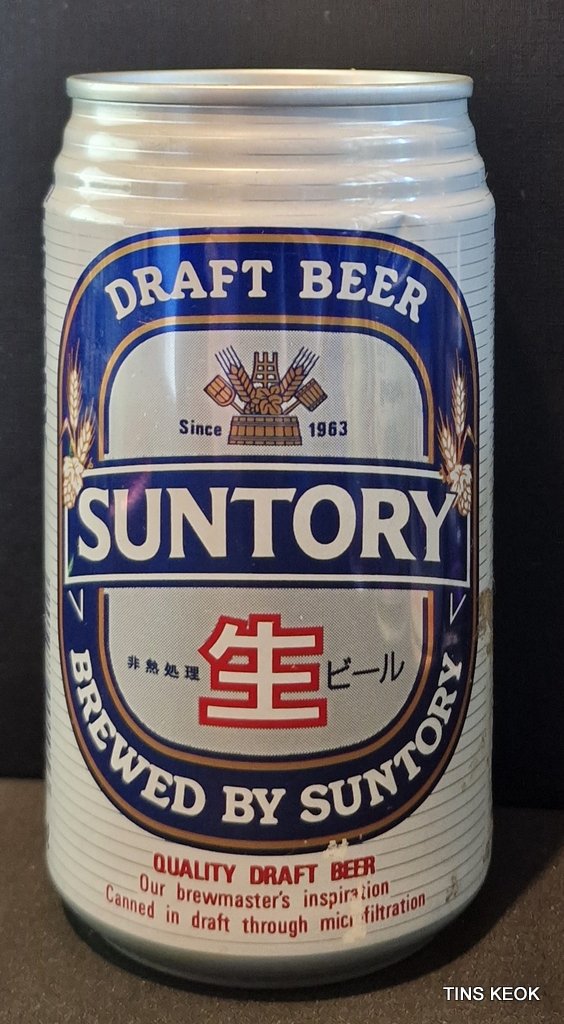 DRAFT BEER
Since 1963
SUNTORY
非熱処理 生 ビール
BREWED BY SUNTORY
QUALITY DRAFT BEER
Our brewmaster's inspiration
Canned in draft through microfiltration
TINS KEOK